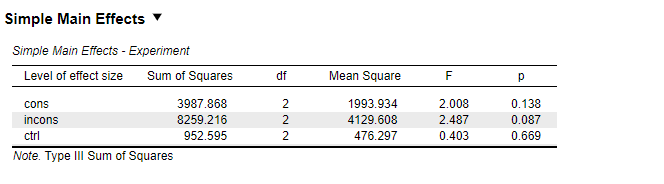 Simple Main Effects ▼
Simple Main Effects - Experiment
Level of effect size Sum of Squares df Mean Square F p
cons 3987.868 2 1993.934 2.008 0.138
incons 8259.216 2 4129.608 2.487 0.087
ctrl 952.595 2 476.297 0.403 0.669
Note. Type III Sum of Squares